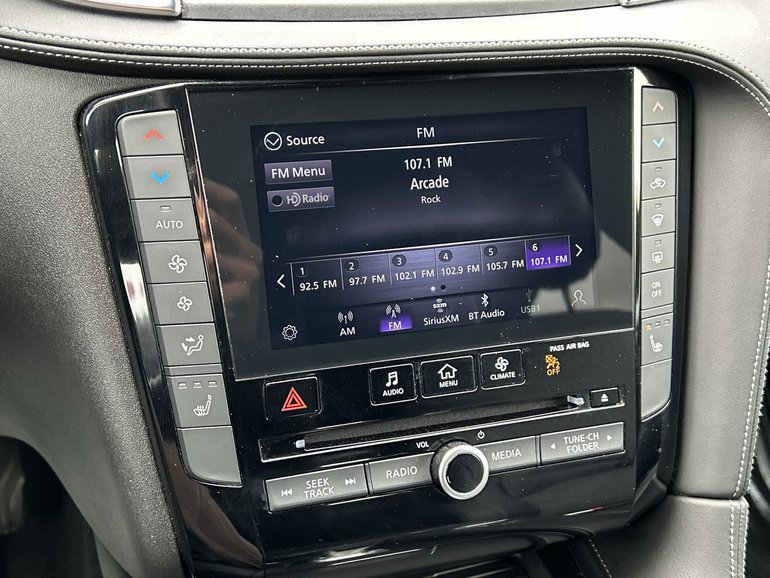 Source
FM
FM Menu
107.1 FM
HD Radio
Arcade
Rock
1
2
3
4
5
6
92.5 FM
97.7 FM
102.1 FM
102.9 FM
105.7 FM
107.1 FM
AM
FM
sxm
SiriusXM
BT Audio
USB1
AUTO
ON
OFF
AUDIO
MENU
CLIMATE
PASS AIR BAG
OFF
VOL
SEEK
TRACK
RADIO
MEDIA
TUNE·CH
FOLDER